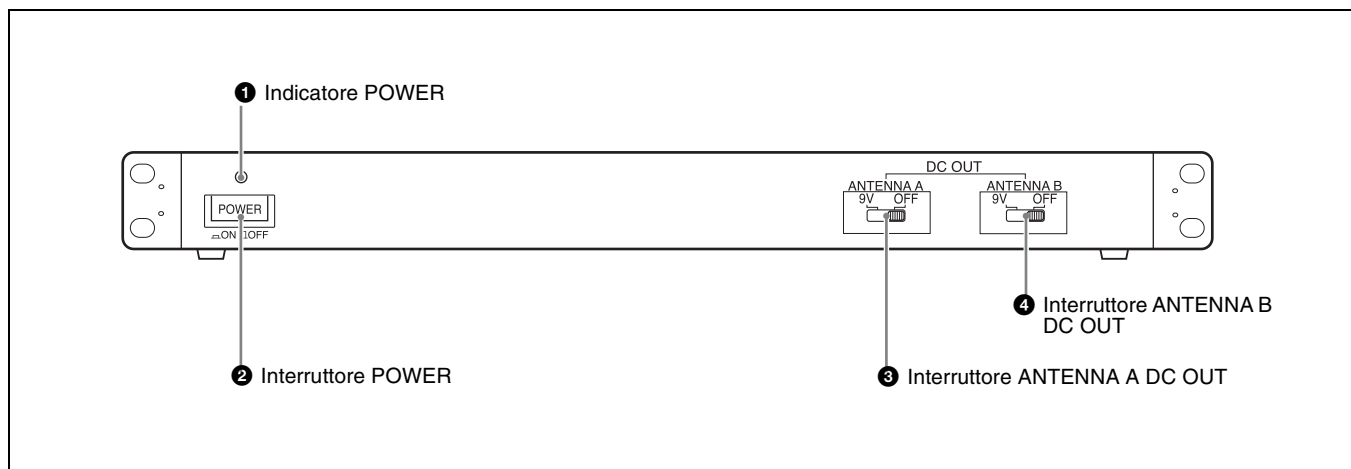 ❶ Indicatore POWER
DC OUT
ANTENNA A ANTENNA B
9V OFF 9V OFF
POWER
ON OFF
❹ Interruttore ANTENNA B
DC OUT
❷ Interruttore POWER
❸ Interruttore ANTENNA A DC OUT